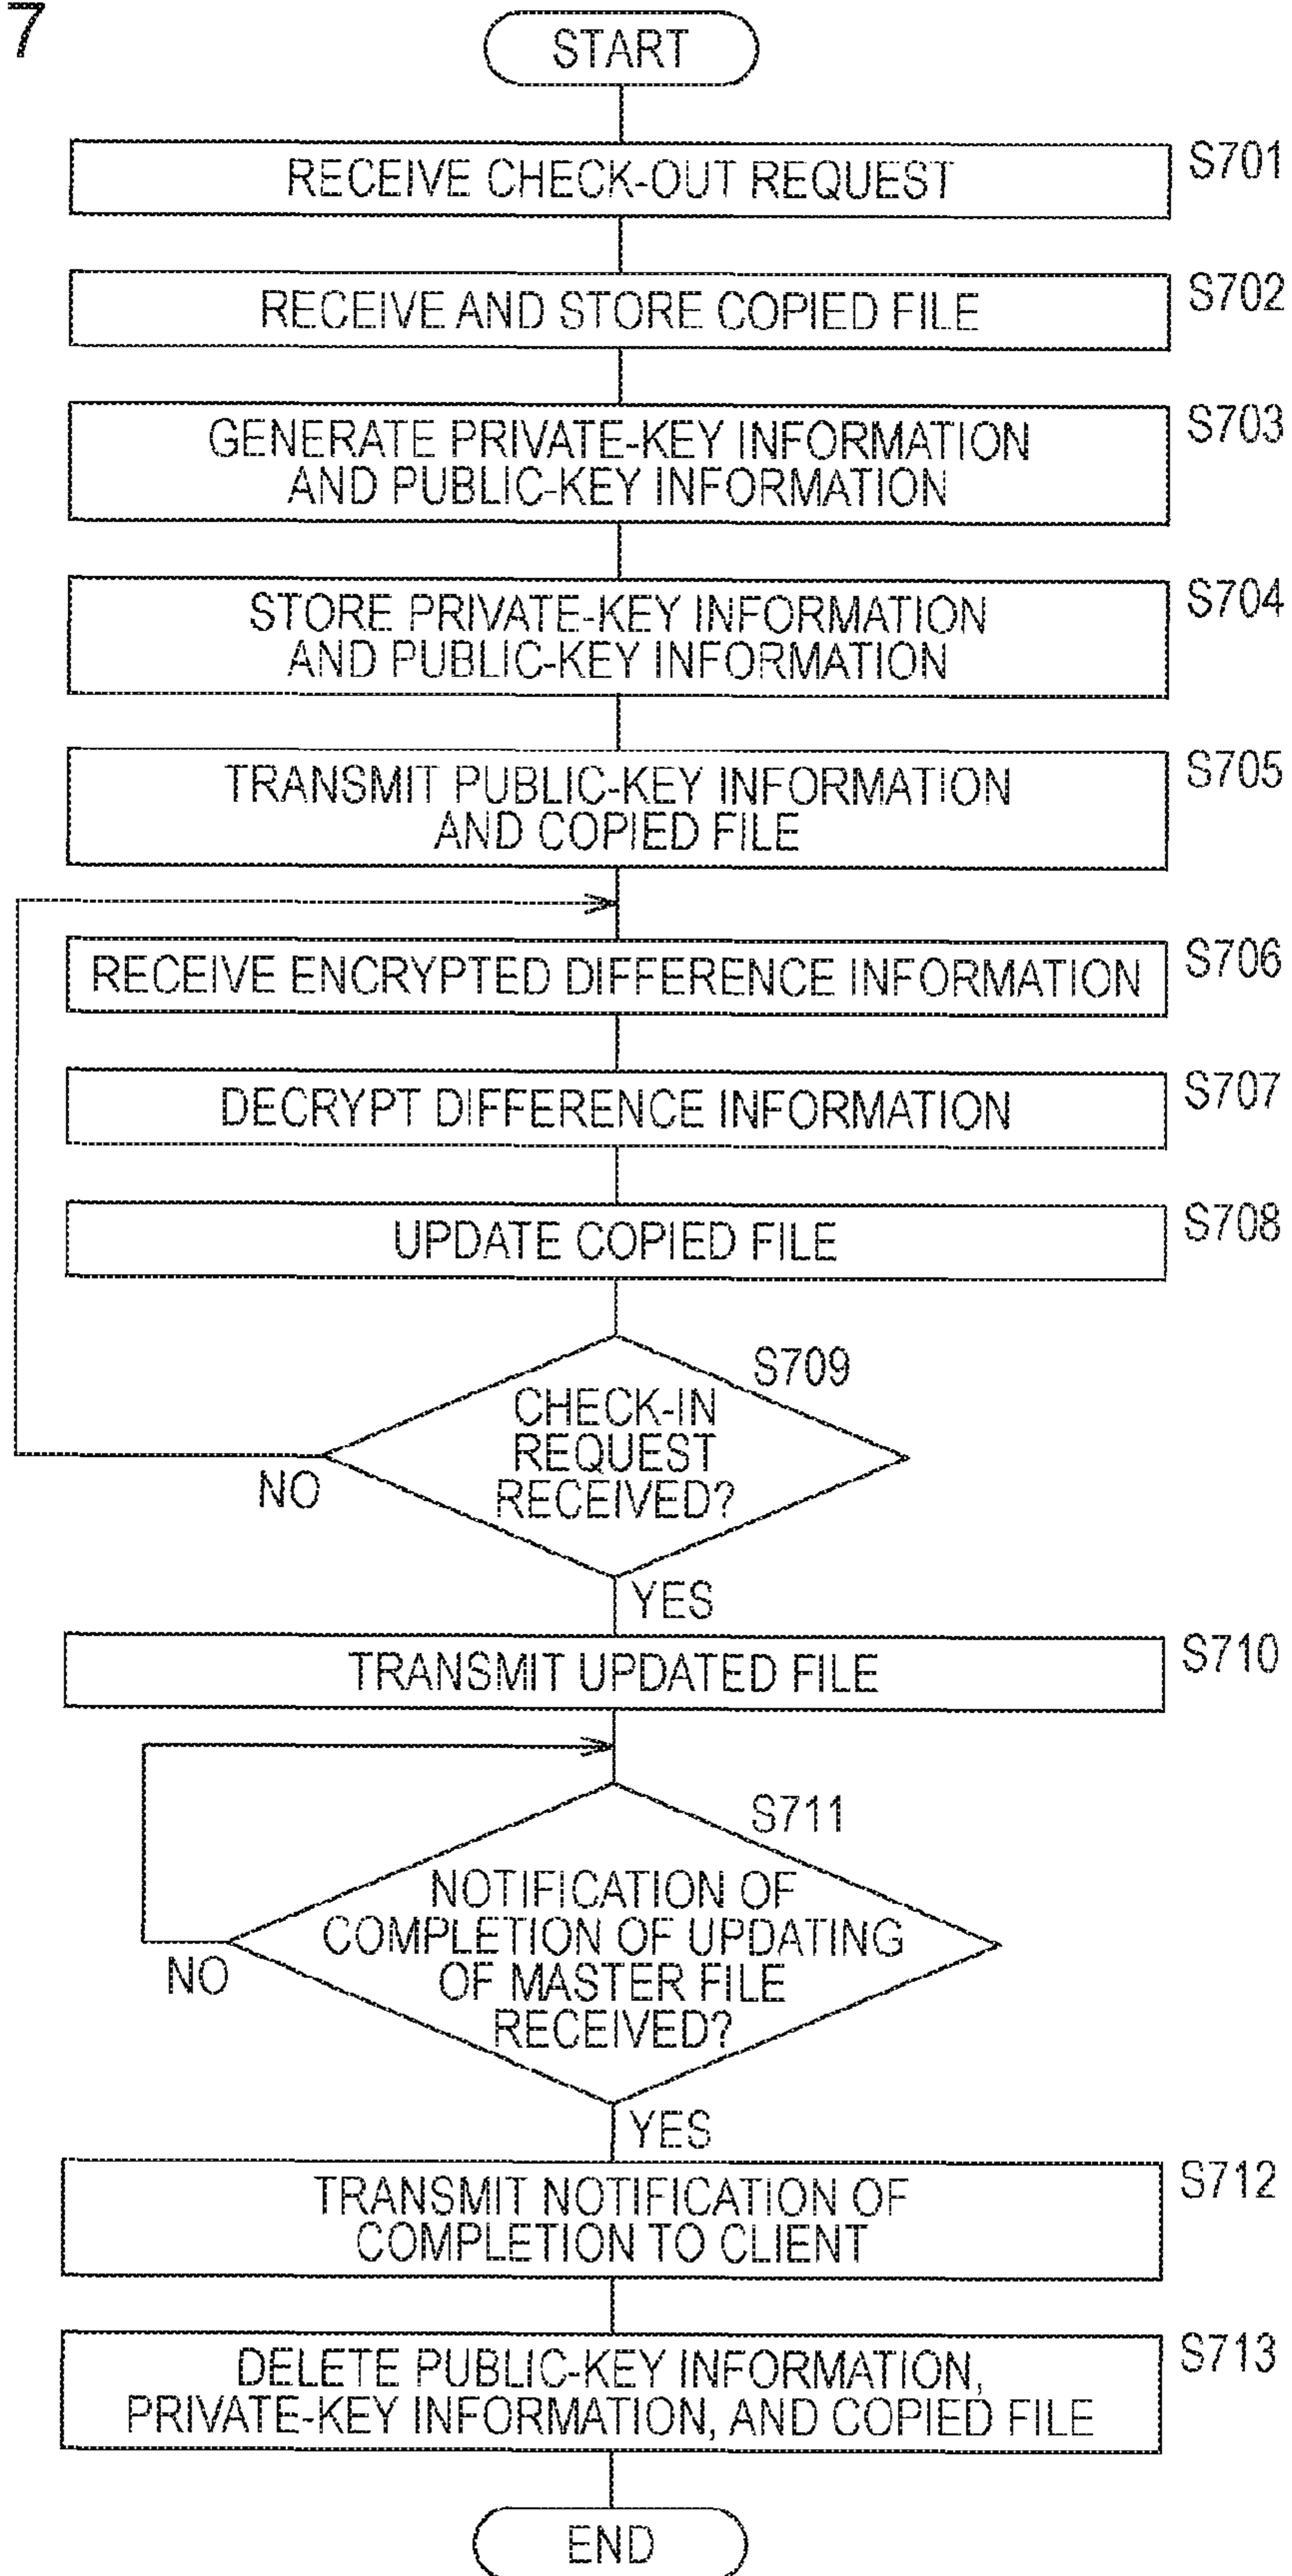 7
START
RECEIVE CHECK-OUT REQUEST
S701
RECEIVE AND STORE COPIED FILE
S702
GENERATE PRIVATE-KEY INFORMATION
AND PUBLIC-KEY INFORMATION
S703
STORE PRIVATE-KEY INFORMATION
AND PUBLIC-KEY INFORMATION
S704
TRANSMIT PUBLIC-KEY INFORMATION
AND COPIED FILE
S705
RECEIVE ENCRYPTED DIFFERENCE INFORMATION
S706
DECRYPT DIFFERENCE INFORMATION
S707
UPDATE COPIED FILE
S708
S709
CHECK-IN
REQUEST
RECEIVED?
NO
YES
TRANSMIT UPDATED FILE
S710
S711
NOTIFICATION OF
COMPLETION OF UPDATING
OF MASTER FILE
RECEIVED?
NO
YES
TRANSMIT NOTIFICATION OF
COMPLETION TO CLIENT
S712
DELETE PUBLIC-KEY INFORMATION,
PRIVATE-KEY INFORMATION, AND COPIED FILE
S713
END